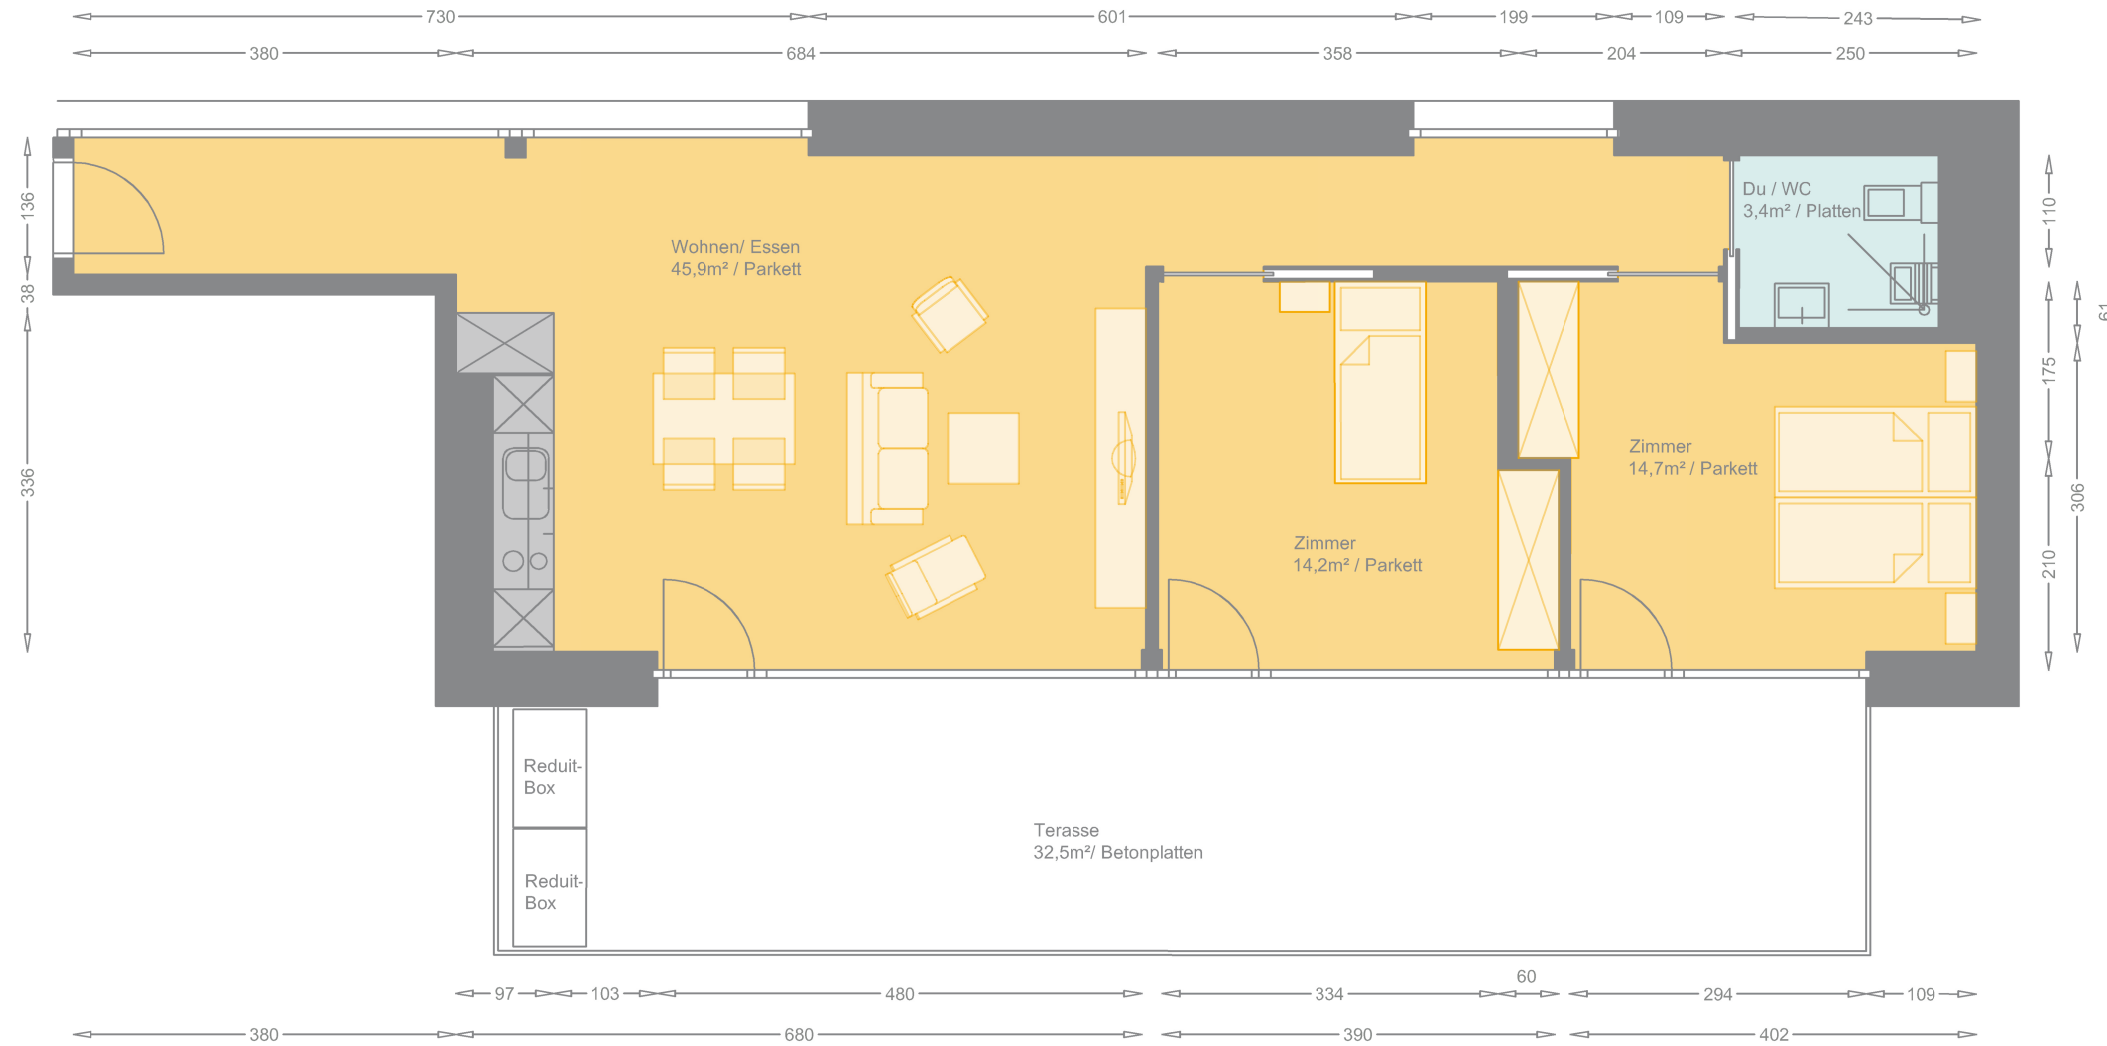 730
601
199
109
243
380
684
358
204
250
136
38
336
110
61
175
306
210
Du / WC
3,4m² / Platten
Wohnen/ Essen
45,9m² / Parkett
Zimmer
14,7m² / Parkett
Zimmer
14,2m² / Parkett
Reduit-
Box
Reduit-
Box
Terasse
32,5m²/ Betonplatten
97
103
480
334
60
294
109
380
680
390
402